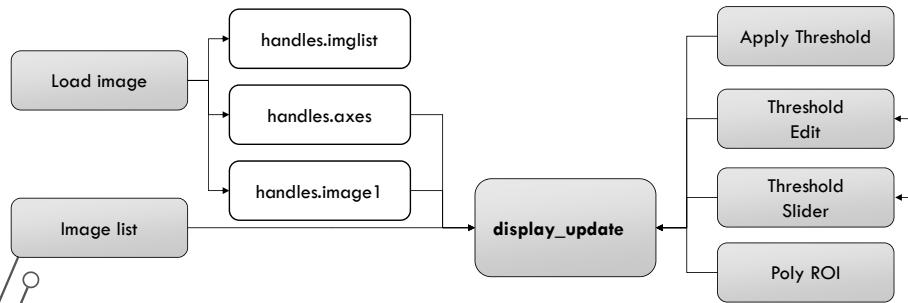 handles.imglist
Apply Threshold
Load image
handles.axes
Threshold
Edit
handles.image1
Threshold
Slider
Image list
display_update
Poly ROI